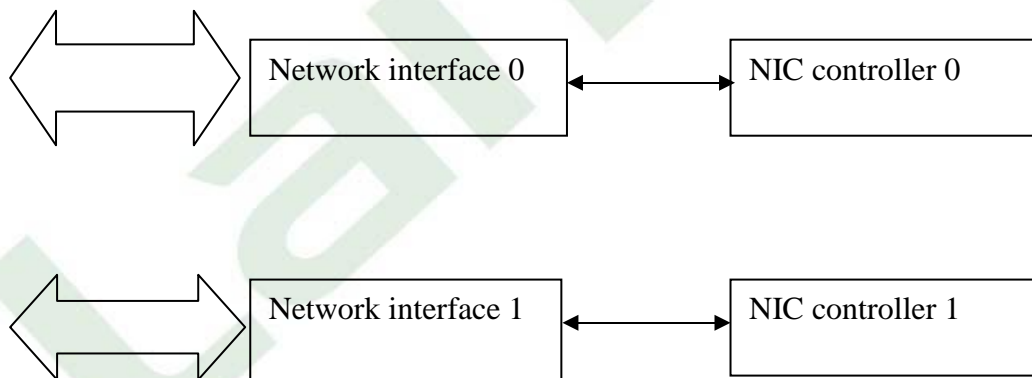 Network interface 0
NIC controller 0
Network interface 1
NIC controller 1